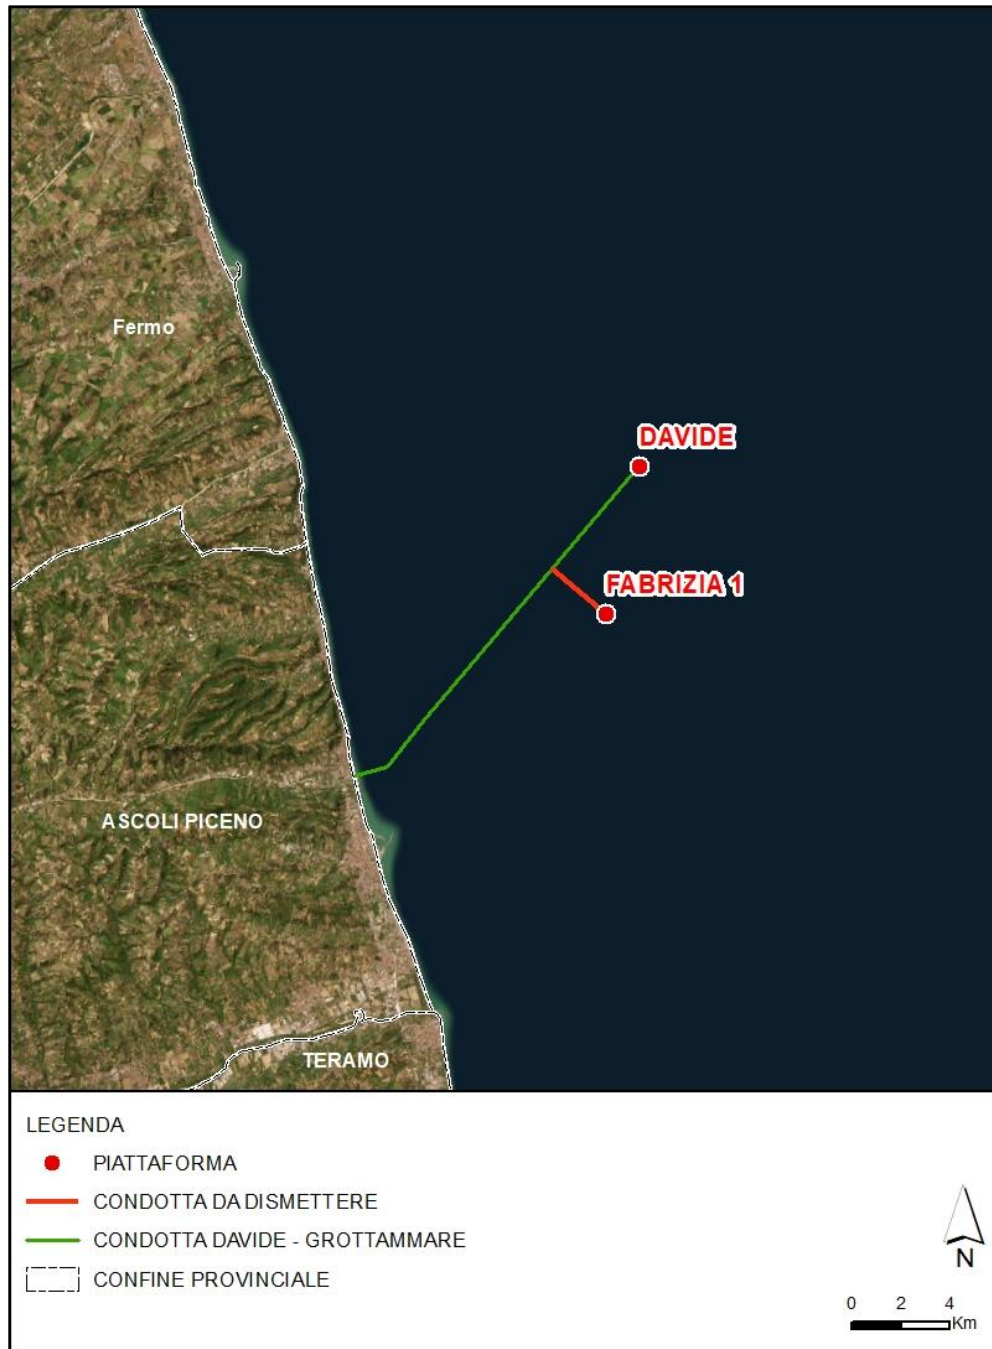 DAVIDE
Fermo
FABRIZIA 1
ASCOLI PICENO
TERAMO
LEGENDA
PIATTAFORMA
CONDOTTA DA DISMETTERE
CONDOTTA DAVIDE - GROTTAMMARE
CONFINE PROVINCIALE
N
0 2 4
Km